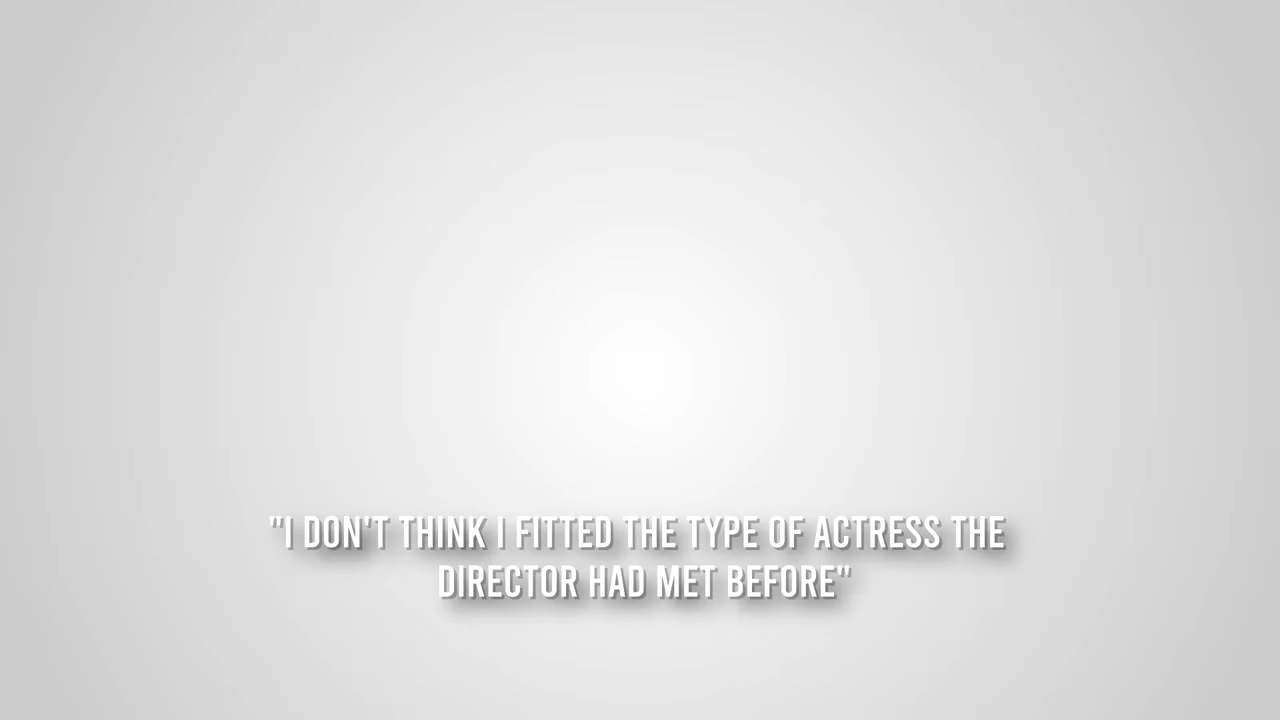 "I DON'T THINK I FITTED THE TYPE OF ACTRESS THE
DIRECTOR HAD MET BEFORE"